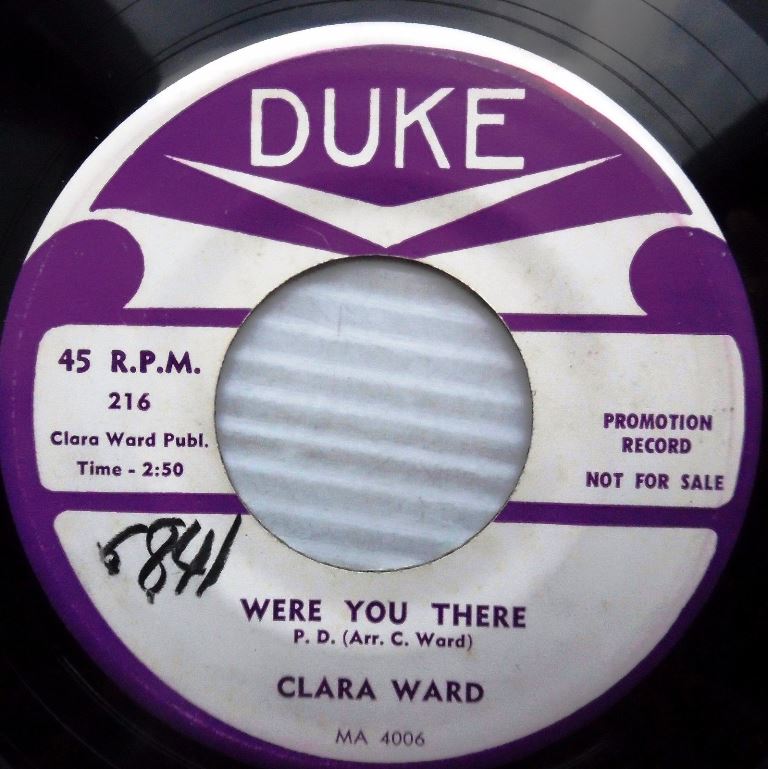 DUKE
45 R.P.M.
216
Clara Ward Publ.
Time - 2:50
PROMOTION
RECORD
NOT FOR SALE
WERE YOU THERE
P. D. (Arr. C. Ward)
CLARA WARD
MA 4006